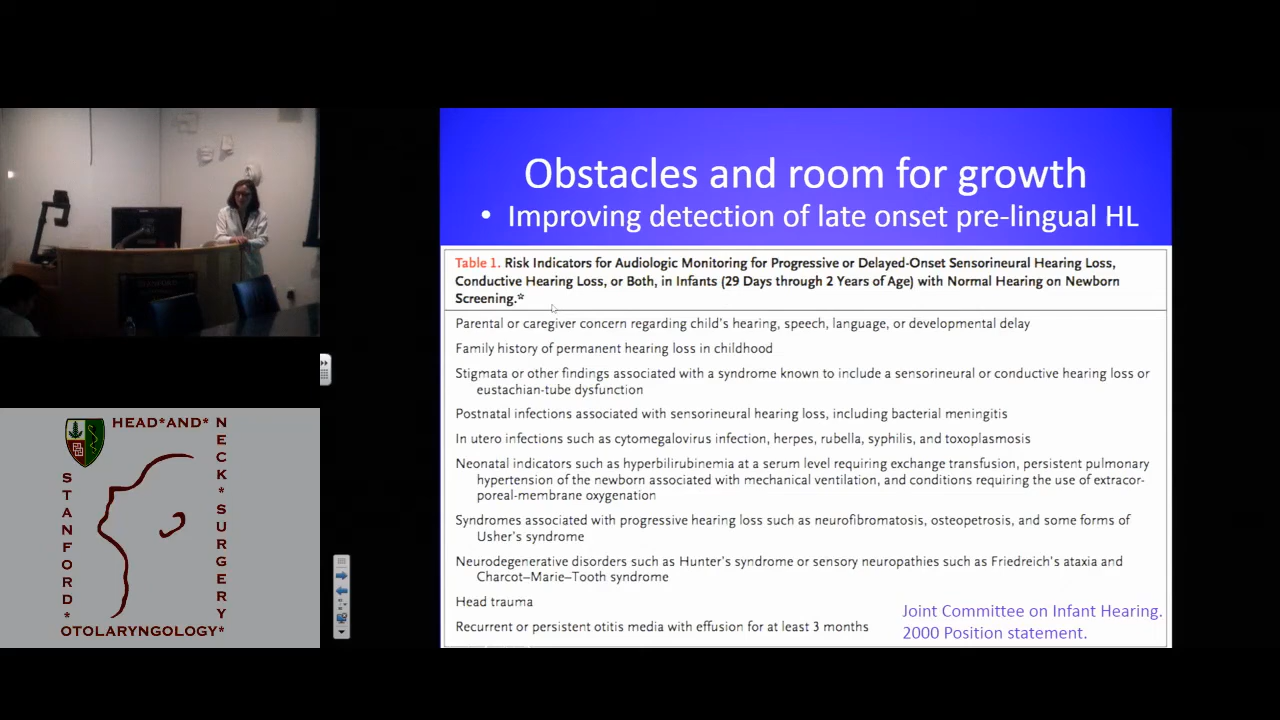 Obstacles and room for growth
• Improving detection of late onset pre-lingual HL
Table 1. Risk Indicators for Audiologic Monitoring for Progressive or Delayed-Onset Sensorineural Hearing Loss,
Conductive Hearing Loss, or Both, in Infants (29 Days through 2 Years of Age) with Normal Hearing on Newborn
Screening.*
Parental or caregiver concern regarding child's hearing, speech, language, or developmental delay
Family history of permanent hearing loss in childhood
Stigmata or other findings associated with a syndrome known to include a sensorineural or conductive hearing loss or
eustachian-tube dysfunction
Postnatal infections associated with sensorineural hearing loss, including bacterial meningitis
In utero infections such as cytomegalovirus infection, herpes, rubella, syphilis, and toxoplasmosis
Neonatal indicators such as hyperbilirubinemia at a serum level requiring exchange transfusion, persistent pulmonary
hypertension of the newborn associated with mechanical ventilation, and conditions requiring the use of extracor-
poreal-membrane oxygenation
Syndromes associated with progressive hearing loss such as neurofibromatosis, osteopetrosis, and some forms of
Usher's syndrome
Neurodegenerative disorders such as Hunter's syndrome or sensory neuropathies such as Friedreich's ataxia and
Charcot–Marie–Tooth syndrome
Head trauma
Recurrent or persistent otitis media with effusion for at least 3 months
Joint Committee on Infant Hearing.
2000 Position statement.
HEAD*AND*
NECK*SURGERY*
STANFORD*
OTOLARYNGOLOGY*